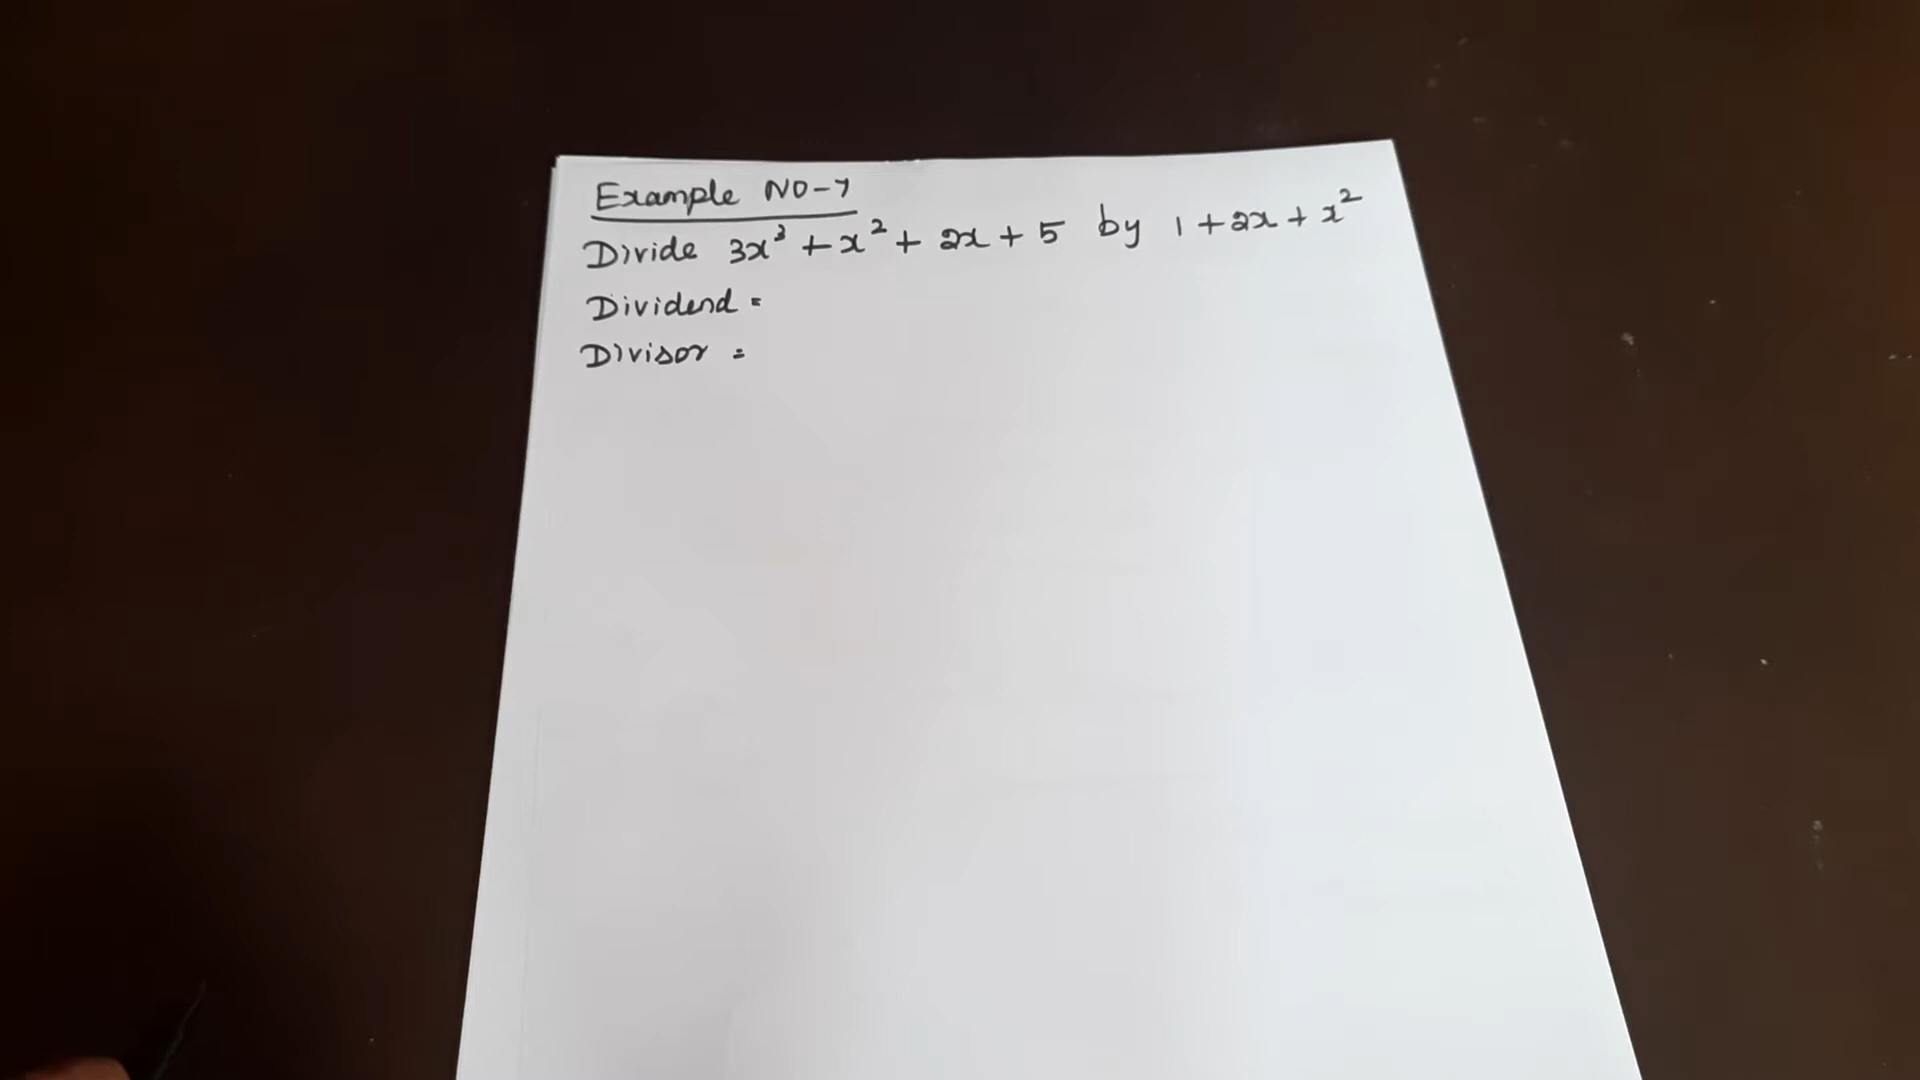 Example NO-7
Divide 3x³ + x² + 2x + 5 by 1 + 2x + x²
Dividend =
Divisor =